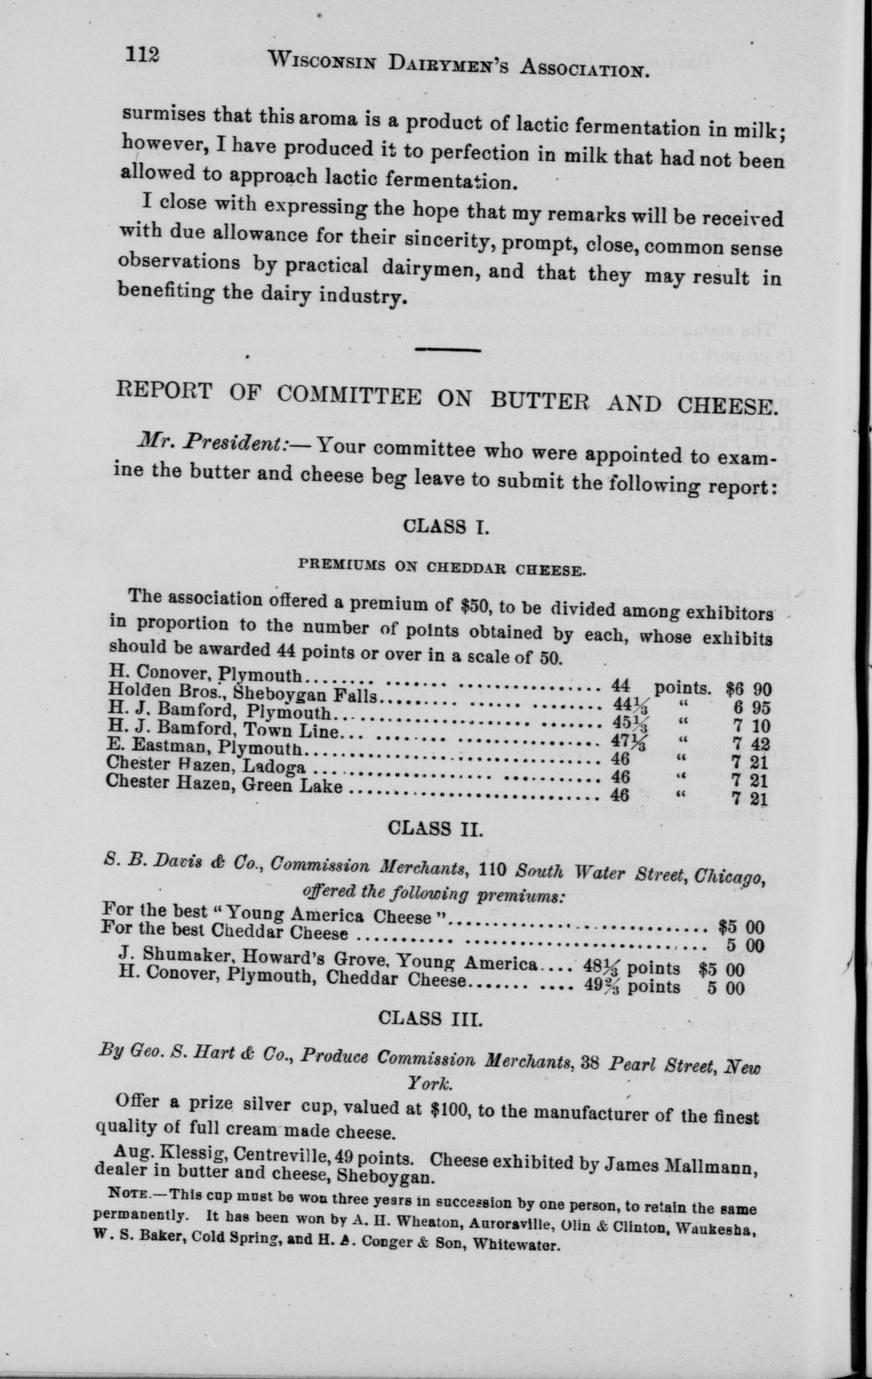 112 WISCONSIN DAIRYMEN'S ASSOCIATION.
surmises that this aroma is a product of lactic fermentation in milk;
however, I have produced it to perfection in milk that had not been
allowed to approach lactic fermentation.
I close with expressing the hope that my remarks will be received
with due allowance for their sincerity, prompt, close, common sense
observations by practical dairymen, and that they may result in
benefiting the dairy industry.
REPORT OF COMMITTEE ON BUTTER AND CHEESE.
Mr. President:— Your committee who were appointed to exam-
ine the butter and cheese beg leave to submit the following report:
CLASS I.
PREMIUMS ON CHEDDAR CHEESE.
The association offered a premium of $50, to be divided among exhibitors
in proportion to the number of points obtained by each, whose exhibits
should be awarded 44 points or over in a scale of 50.
H. Conover, Plymouth........ 44 points. $6 90
Holden Bros., Sheboygan Falls........ 44⅓ " 6 95
H. J. Bamford, Plymouth........ 45⅓ " 7 10
H. J. Bamford, Town Line........ 47⅓ " 7 42
E. Eastman, Plymouth........ 46 " 7 21
Chester Hazen, Ladoga ........ 46 " 7 21
Chester Hazen, Green Lake ........ 46 " 7 21
CLASS II.
S. B. Davis & Co., Commission Merchants, 110 South Water Street, Chicago,
offered the following premiums:
For the best "Young America Cheese"........ $5 00
For the best Cheddar Cheese ........ 5 00
J. Shumaker, Howard's Grove, Young America.... 48⅓ points $5 00
H. Conover, Plymouth, Cheddar Cheese........ 49⅔ points 5 00
CLASS III.
By Geo. S. Hart & Co., Produce Commission Merchants, 38 Pearl Street, New
York.
Offer a prize silver cup, valued at $100, to the manufacturer of the finest
quality of full cream made cheese.
Aug. Klessig, Centreville, 49 points. Cheese exhibited by James Mallmann,
dealer in butter and cheese, Sheboygan.
NOTE.—This cup must be won three years in succession by one person, to retain the same
permanently. It has been won by A. H. Wheaton, Auroraville, Olin & Clinton, Waukesha,
W. S. Baker, Cold Spring, and H. A. Conger & Son, Whitewater.